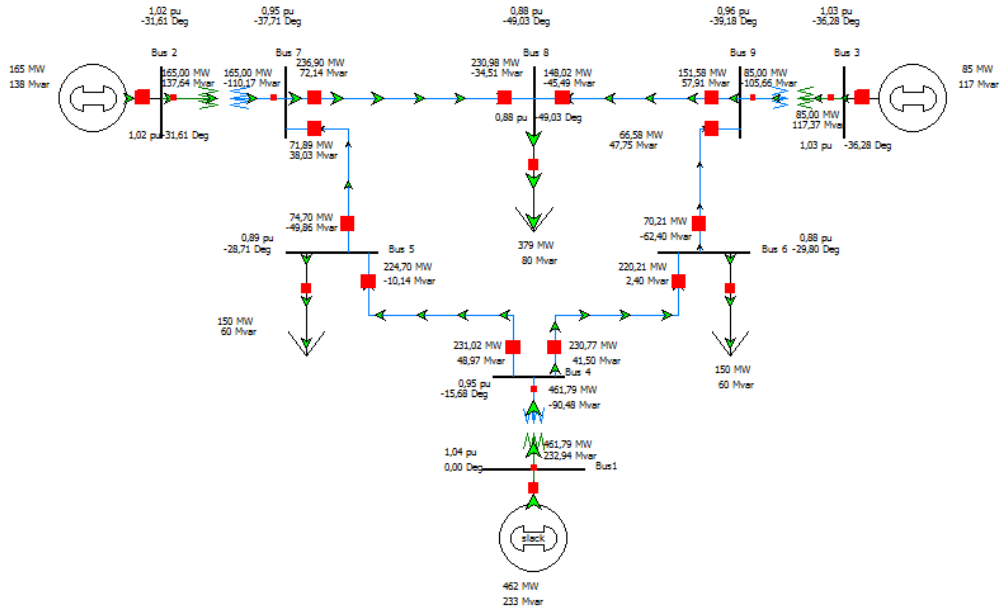 1,02 pu
-31,61 Deg
0,95 pu
-37,71 Deg
0,88 pu
-49,03 Deg
0,96 pu
-39,18 Deg
1,03 pu
-36,28 Deg
Bus 2
Bus 7
Bus 8
Bus 9
Bus 3
165 MW
138 Mvar
165,00 MW
137,64 Mvar
165,00 MW
-110,17 Mvar
236,90 MW
72,14 Mvar
230,98 MW
-34,51 Mvar
148,02 MW
-45,49 Mvar
151,58 MW
57,91 Mvar
85,00 MW
-105,66 Mvar
85,00 MW
117,37 Mvar
85 MW
117 Mvar
1,02 pu
-31,61 Deg
0,88 pu
-49,03 Deg
1,03 pu
-36,28 Deg
71,89 MW
38,03 Mvar
66,58 MW
47,75 Mvar
74,70 MW
-49,86 Mvar
379 MW
80 Mvar
70,21 MW
-62,40 Mvar
0,89 pu
-28,71 Deg
Bus 5
Bus 6
0,88 pu
-29,80 Deg
224,70 MW
-10,14 Mvar
220,21 MW
2,40 Mvar
150 MW
60 Mvar
231,02 MW
48,97 Mvar
230,77 MW
41,50 Mvar
150 MW
60 Mvar
Bus 4
0,95 pu
-15,68 Deg
461,79 MW
-90,48 Mvar
461,79 MW
232,94 Mvar
1,04 pu
0,00 Deg
Bus1
slack
462 MW
233 Mvar